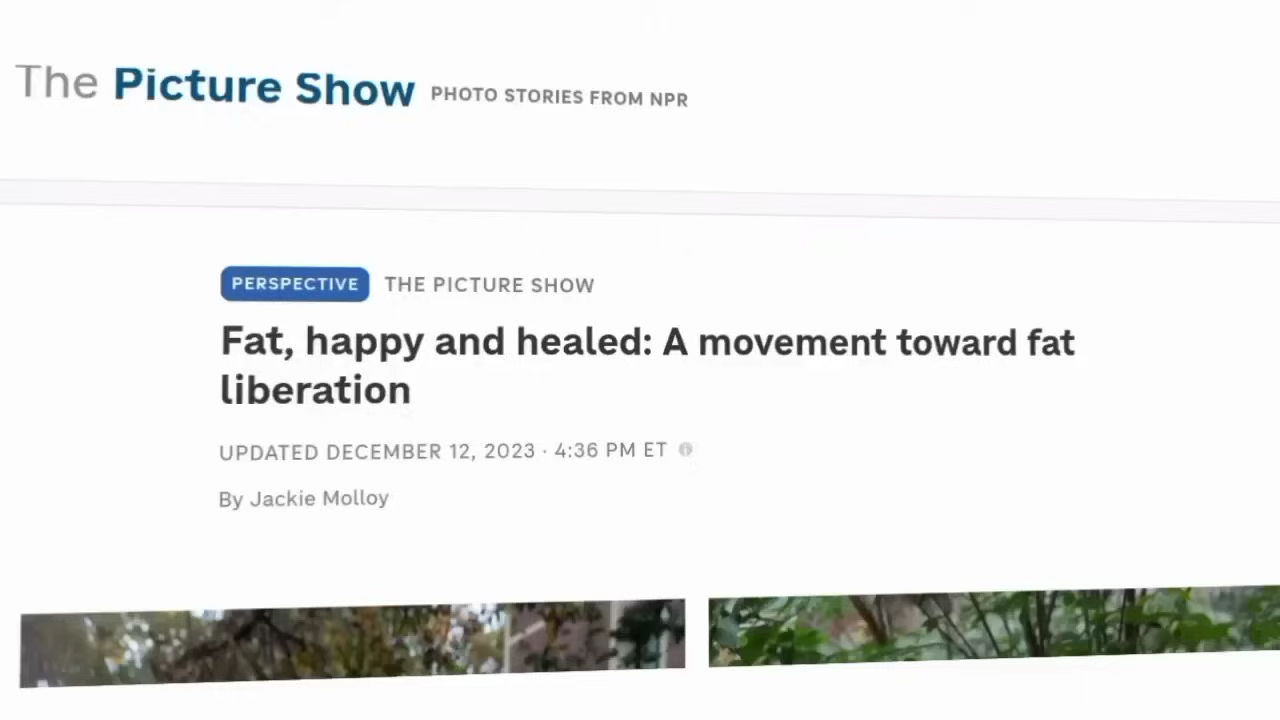 The Picture Show PHOTO STORIES FROM NPR
PERSPECTIVE THE PICTURE SHOW
Fat, happy and healed: A movement toward fat
liberation
UPDATED DECEMBER 12, 2023 · 4:36 PM ET
By Jackie Molloy